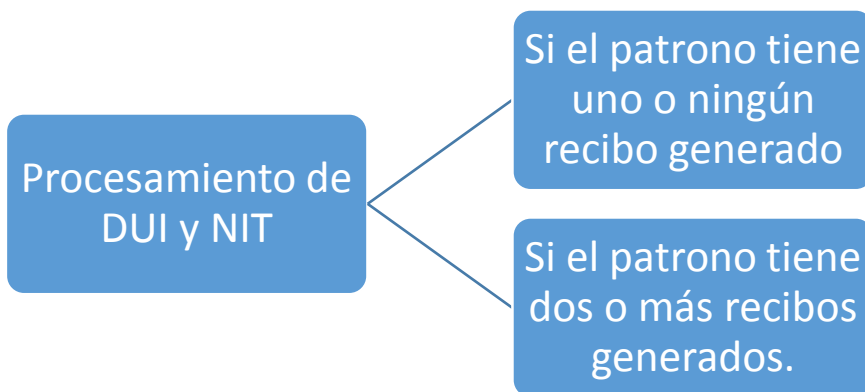 Procesamiento de
DUI y NIT
Si el patrono tiene
uno o ningún
recibo generado
Si el patrono tiene
dos o más recibos
generados.